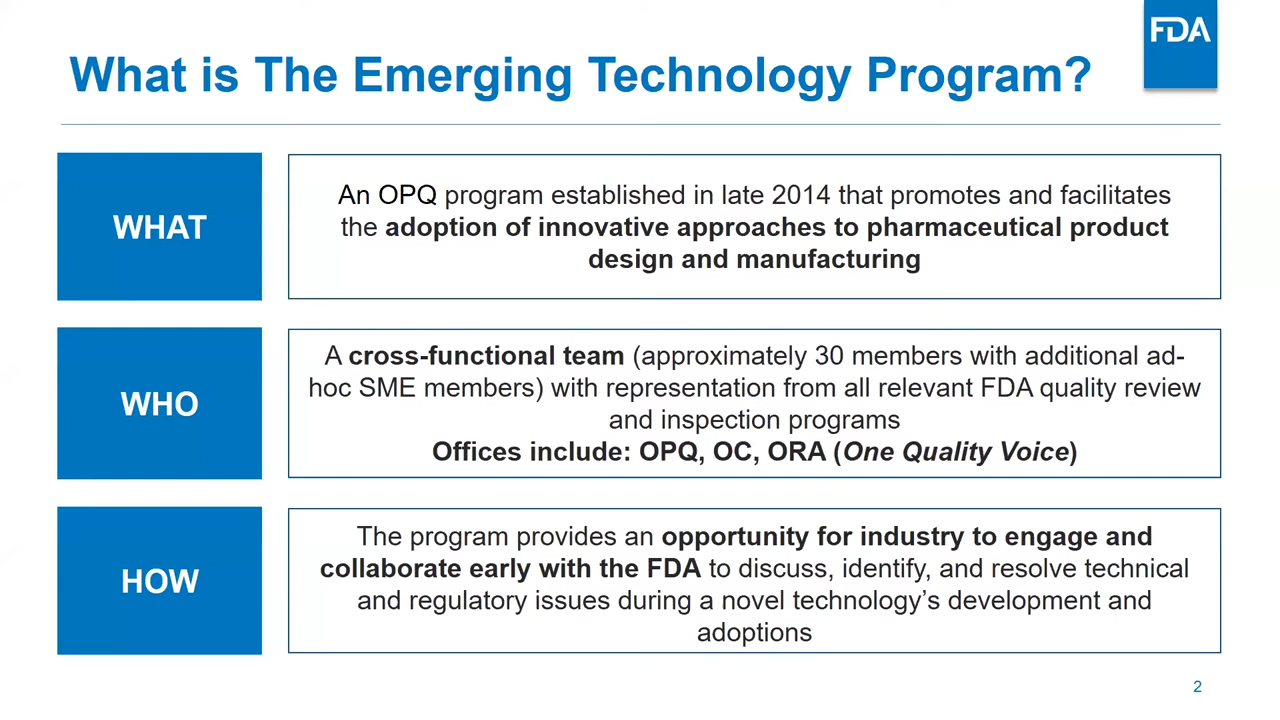 FDA
What is The Emerging Technology Program?
WHAT
An OPQ program established in late 2014 that promotes and facilitates
the adoption of innovative approaches to pharmaceutical product
design and manufacturing
WHO
A cross-functional team (approximately 30 members with additional ad-
hoc SME members) with representation from all relevant FDA quality review
and inspection programs
Offices include: OPQ, OC, ORA (One Quality Voice)
HOW
The program provides an opportunity for industry to engage and
collaborate early with the FDA to discuss, identify, and resolve technical
and regulatory issues during a novel technology’s development and
adoptions
2